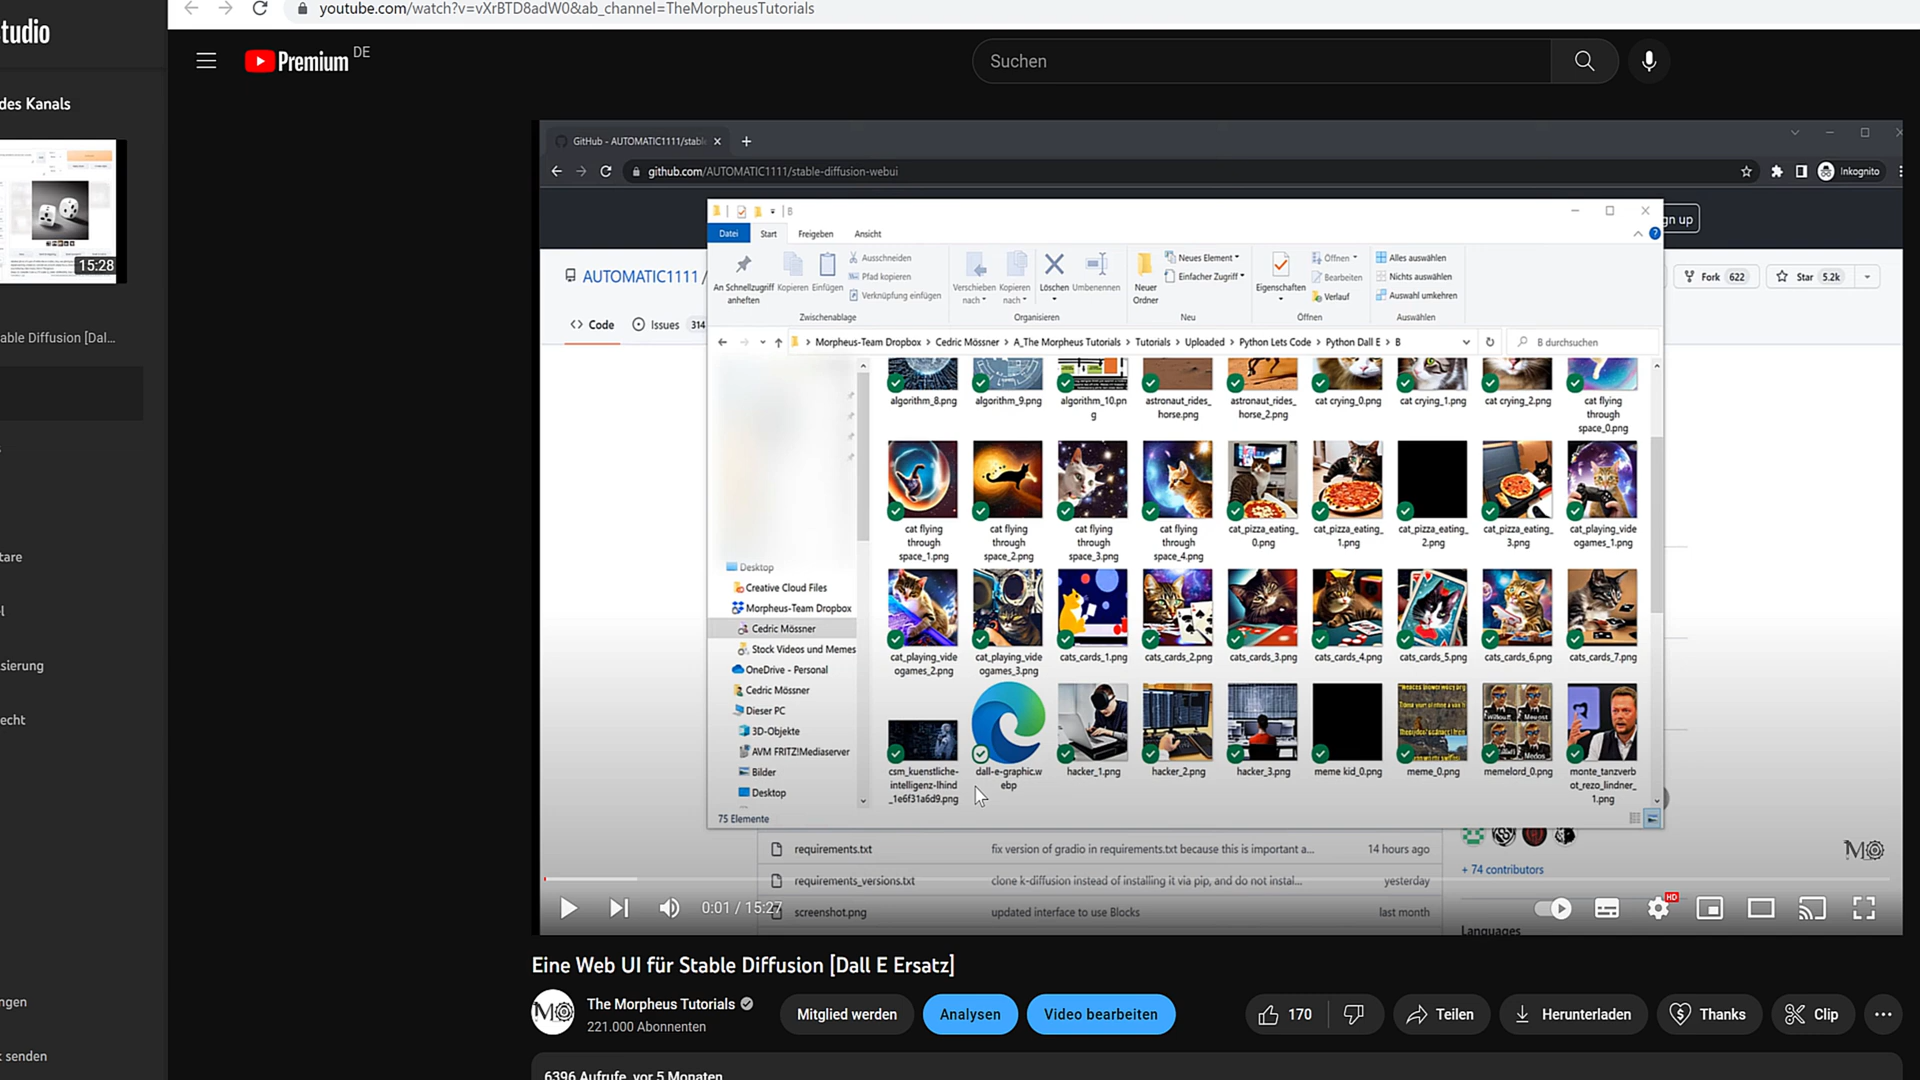 youtube.com/watch?v=vXrBTD8adW0&ab_channel=TheMorpheusTutorials
tudio
Premium DE
Suchen
des Kanals
15:28
able Diffusion [Dal...
tare
sierung
echt
ngen
senden
GitHub - AUTOMATIC1111/stabl
github.com/AUTOMATIC1111/stable-diffusion-webui
Inkognito
gn up
AUTOMATIC1111 /
Fork 622
Star 5.2k
Code
Issues 314
B
Datei Start Freigeben Ansicht
An Schnellzugriff anheften
Kopieren
Einfügen
Ausschneiden
Pfad kopieren
Verknüpfung einfügen
Zwischenablage
Verschieben nach
Kopieren nach
Löschen
Umbenennen
Organisieren
Neuer Ordner
Neues Element
Einfacher Zugriff
Neu
Eigenschaften
Öffnen
Bearbeiten
Verlauf
Öffnen
Alles auswählen
Nichts auswählen
Auswahl umkehren
Auswählen
Morpheus-Team Dropbox > Cedric Mössner > A_The Morpheus Tutorials > Tutorials > Uploaded > Python Lets Code > Python Dall E > B
B durchsuchen
Desktop
Creative Cloud Files
Morpheus-Team Dropbox
Cedric Mössner
Stock Videos und Memes
OneDrive - Personal
Cedric Mössner
Dieser PC
3D-Objekte
AVM FRITZ!Mediaserver
Bilder
Desktop
algorithm_8.png
algorithm_9.png
algorithm_10.png
astronaut_rides_horse.png
astronaut_rides_horse_2.png
cat crying_0.png
cat crying_1.png
cat crying_2.png
cat flying through space_0.png
cat flying through space_1.png
cat flying through space_2.png
cat flying through space_3.png
cat flying through space_4.png
cat_pizza_eating_0.png
cat_pizza_eating_1.png
cat_pizza_eating_2.png
cat_pizza_eating_3.png
cat_playing_videogames_1.png
cat_playing_videogames_2.png
cat_playing_videogames_3.png
cats_cards_1.png
cats_cards_2.png
cats_cards_3.png
cats_cards_4.png
cats_cards_5.png
cats_cards_6.png
cats_cards_7.png
csm_kuenstliche-intelligenz-lhind_1e6f31a6d9.png
dall-e-graphic.webp
hacker_1.png
hacker_2.png
hacker_3.png
meme kid_0.png
meme_0.png
memelord_0.png
monte_tanzverbot_rezo_lindner_1.png
75 Elemente
requirements.txt fix version of gradio in requirements.txt because this is important a... 14 hours ago
requirements_versions.txt clone k-diffusion instead of installing it via pip, and do not instal... yesterday
screenshot.png updated interface to use Blocks last month
+ 74 contributors
Languages
0:01 / 15:27
HD
Eine Web UI für Stable Diffusion [Dall E Ersatz]
The Morpheus Tutorials
221.000 Abonnenten
Mitglied werden
Analysen
Video bearbeiten
170
Teilen
Herunterladen
Thanks
Clip
6396 Aufrufe vor 5 Monaten